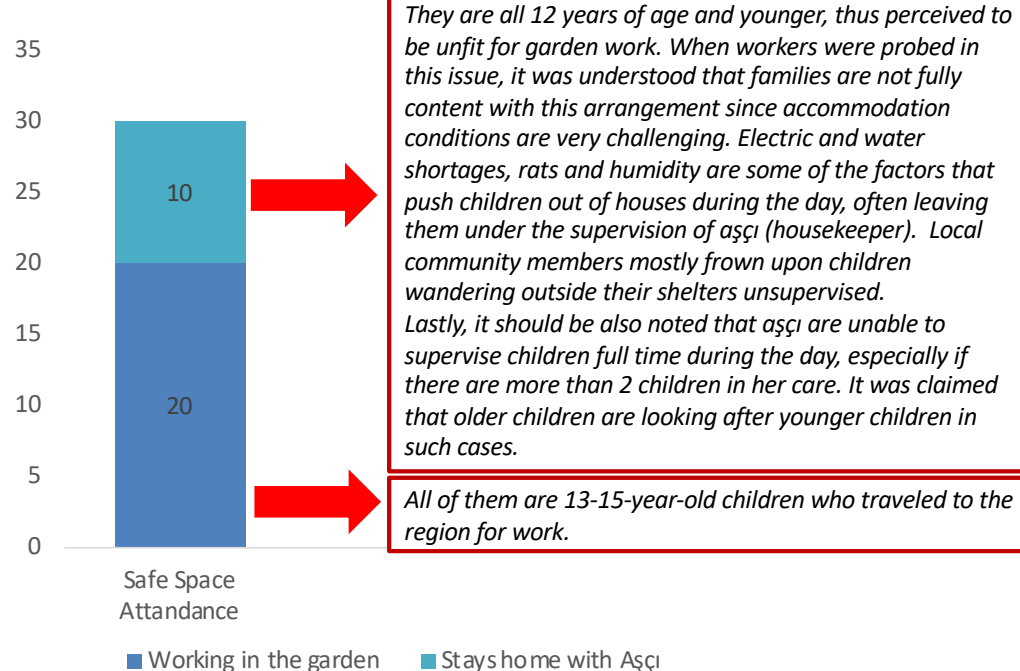 They are all 12 years of age and younger, thus perceived to
be unfit for garden work. When workers were probed in
this issue, it was understood that families are not fully
content with this arrangement since accommodation
conditions are very challenging. Electric and water
shortages, rats and humidity are some of the factors that
push children out of houses during the day, often leaving
them under the supervision of aşçı (housekeeper). Local
community members mostly frown upon children
wandering outside their shelters unsupervised.
Lastly, it should be also noted that aşçı are unable to
supervise children full time during the day, especially if
there are more than 2 children in her care. It was claimed
that older children are looking after younger children in
such cases.
All of them are 13-15-year-old children who traveled to the
region for work.
35
30
25
20
15
10
5
0
10
20
Safe Space
Attandance
Working in the garden
Stays home with Aşçı